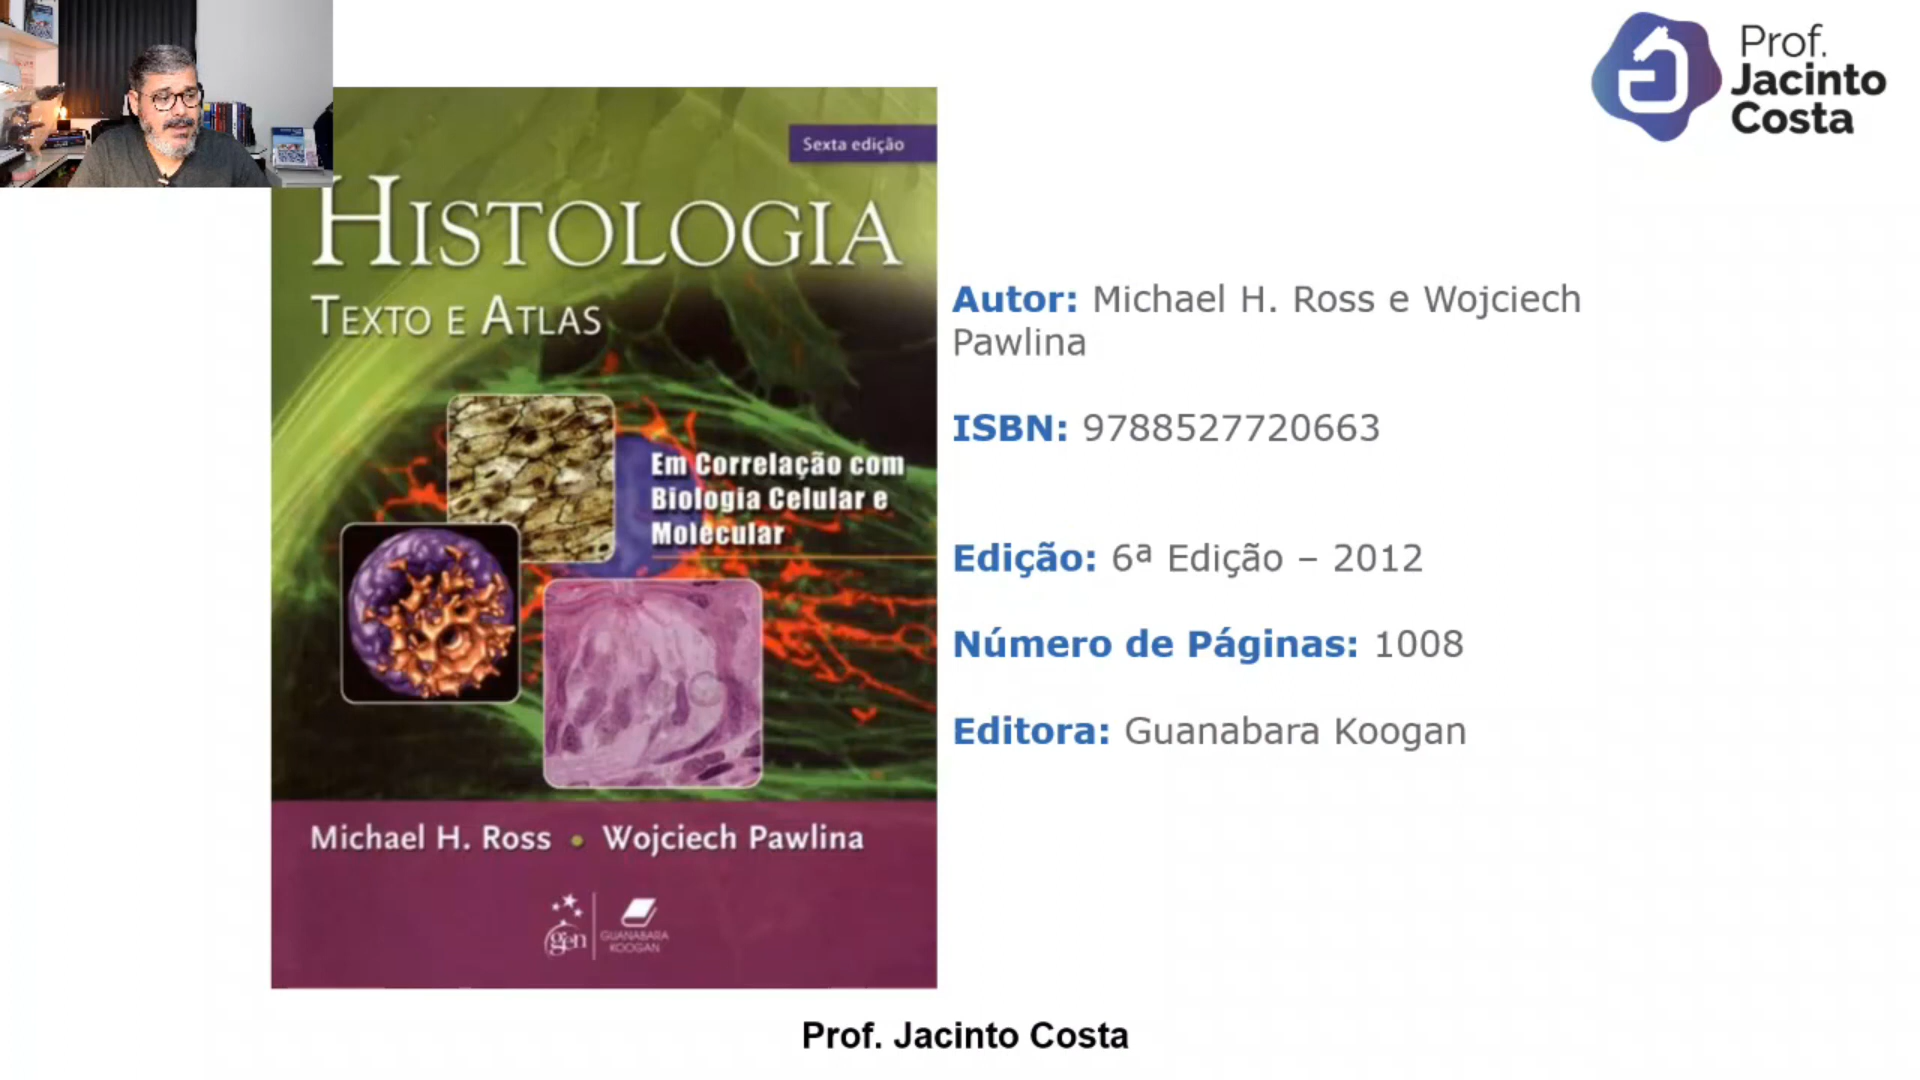 Prof.
Jacinto
Costa
Sexta edição
HISTOLOGIA
TEXTO E ATLAS
Em Correlação com
Biologia Celular e
Molecular
Michael H. Ross • Wojciech Pawlina
gen
GUANABARA
KOOGAN
Autor: Michael H. Ross e Wojciech
Pawlina
ISBN: 9788527720663
Edição: 6ª Edição – 2012
Número de Páginas: 1008
Editora: Guanabara Koogan
Prof. Jacinto Costa